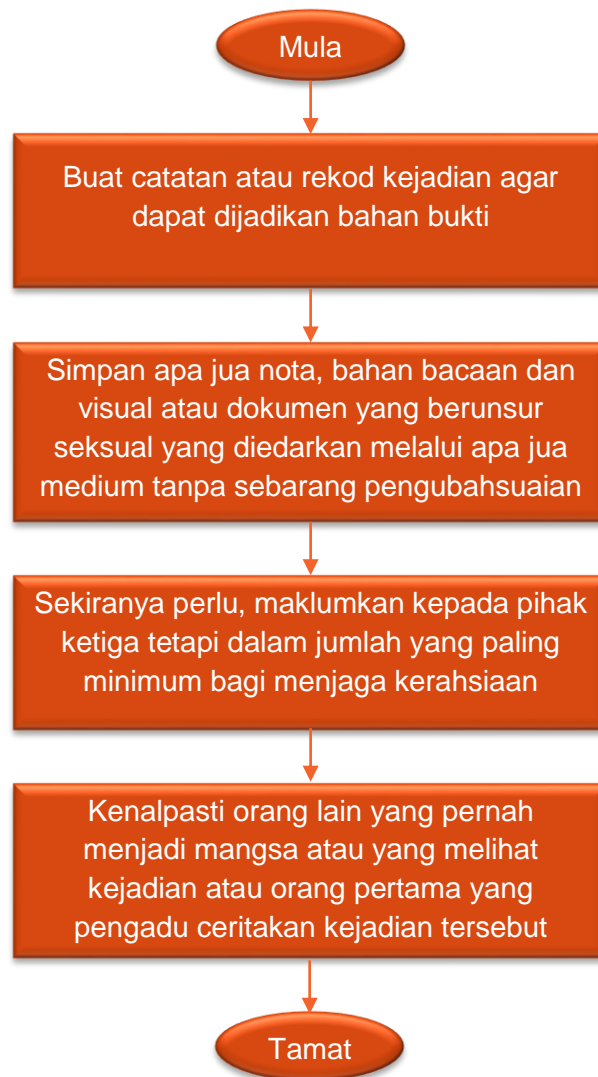 Mula
Buat catatan atau rekod kejadian agar
dapat dijadikan bahan bukti
Simpan apa jua nota, bahan bacaan dan
visual atau dokumen yang berunsur
seksual yang diedarkan melalui apa jua
medium tanpa sebarang pengubahsuaian
Sekiranya perlu, maklumkan kepada pihak
ketiga tetapi dalam jumlah yang paling
minimum bagi menjaga kerahsiaan
Kenalpasti orang lain yang pernah
menjadi mangsa atau yang melihat
kejadian atau orang pertama yang
pengadu ceritakan kejadian tersebut
Tamat